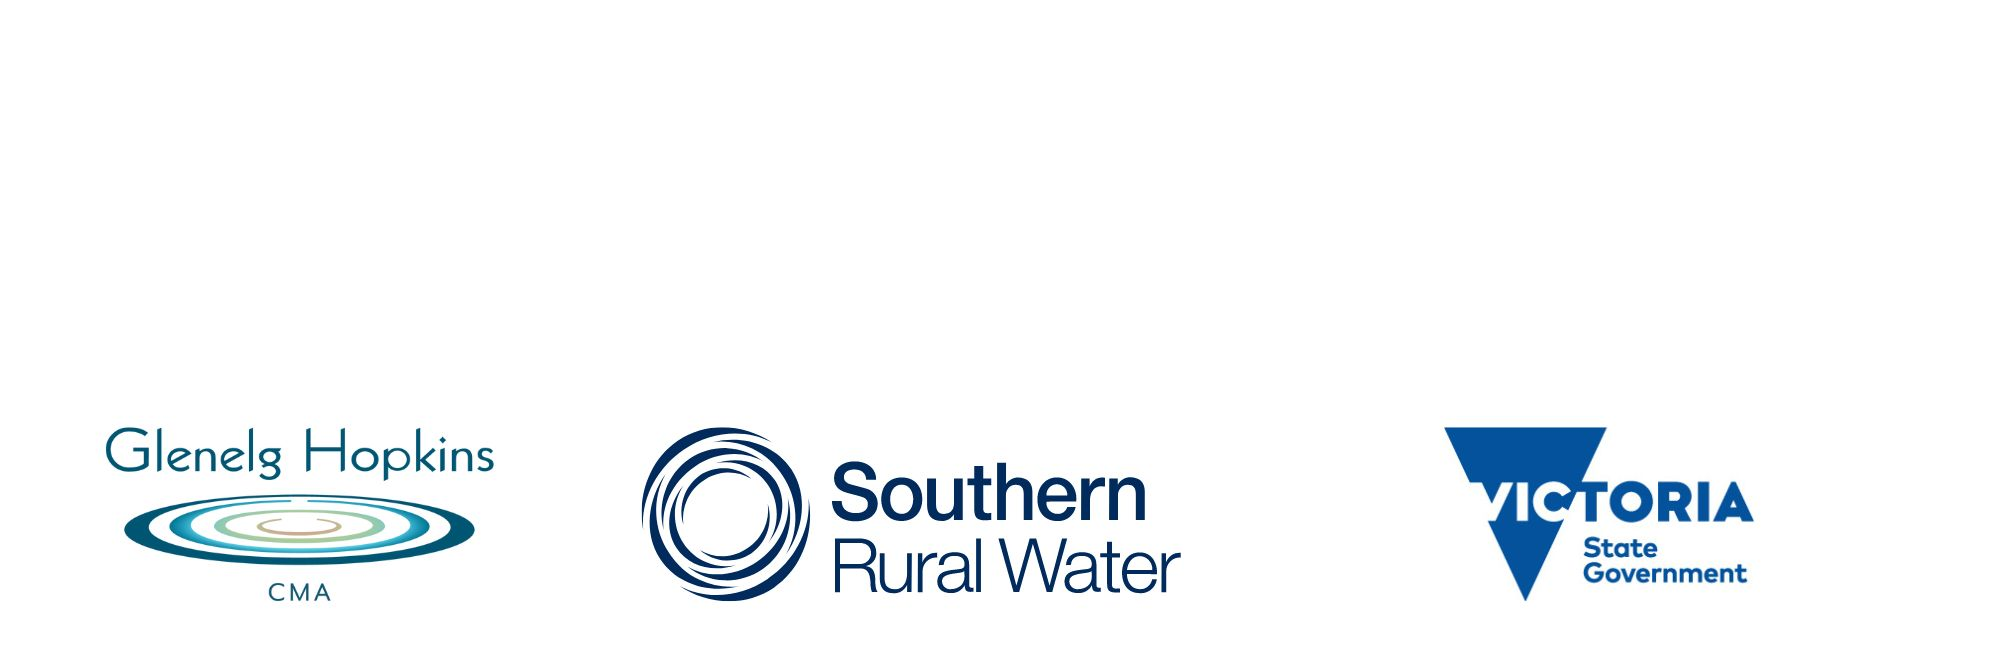 Glenelg Hopkins
CMA
Southern
Rural Water
VICTORIA
State
Government